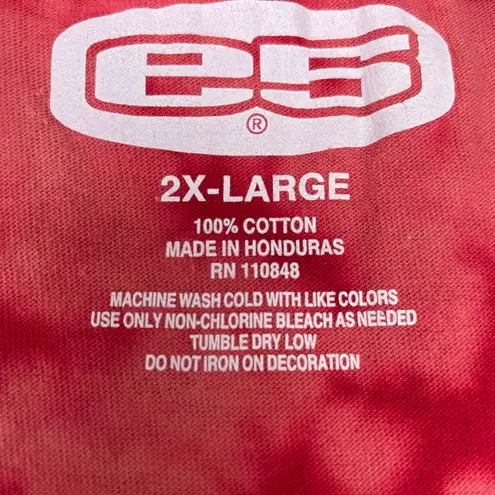 e5
®
2X-LARGE
100% COTTON
MADE IN HONDURAS
RN 110848
MACHINE WASH COLD WITH LIKE COLORS
USE ONLY NON-CHLORINE BLEACH AS NEEDED
TUMBLE DRY LOW
DO NOT IRON ON DECORATION